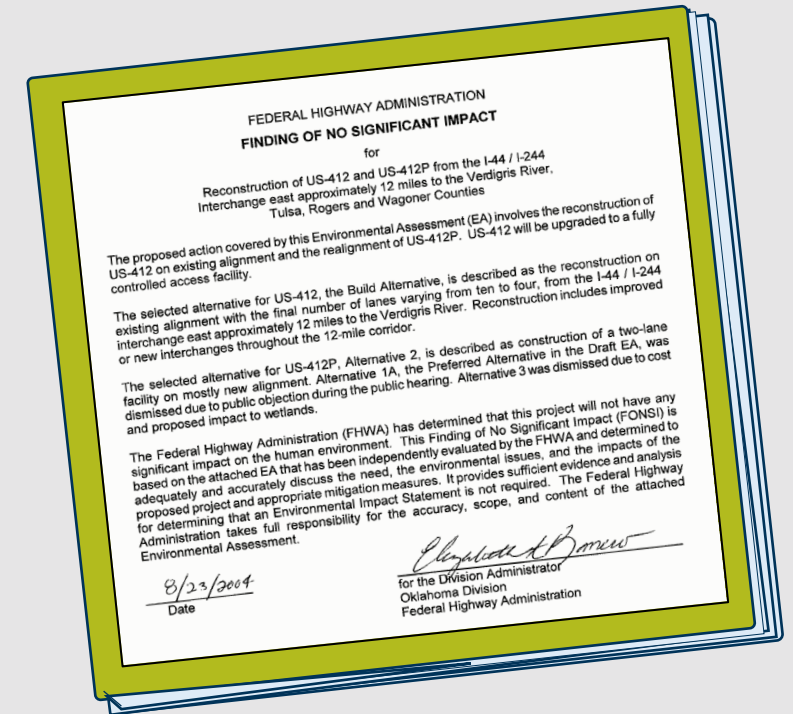 FEDERAL HIGHWAY ADMINISTRATION
FINDING OF NO SIGNIFICANT IMPACT
for
Reconstruction of US-412 and US-412P from the I-44 / I-244
Interchange east approximately 12 miles to the Verdigris River,
Tulsa, Rogers and Wagoner Counties
The proposed action covered by this Environmental Assessment (EA) involves the reconstruction of
US-412 on existing alignment and the realignment of US-412P. US-412 will be upgraded to a fully
controlled access facility.
The selected alternative for US-412, the Build Alternative, is described as the reconstruction on
existing alignment with the final number of lanes varying from ten to four, from the I-44 / I-244
interchange east approximately 12 miles to the Verdigris River. Reconstruction includes improved
or new interchanges throughout the 12-mile corridor.
The selected alternative for US-412P, Alternative 2, is described as construction of a two-lane
facility on mostly new alignment. Alternative 1A, the Preferred Alternative in the Draft EA, was
dismissed due to public objection during the public hearing. Alternative 3 was dismissed due to cost
and proposed impact to wetlands.
The Federal Highway Administration (FHWA) has determined that this project will not have any
significant impact on the human environment. This Finding of No Significant Impact (FONSI) is
based on the attached EA that has been independently evaluated by the FHWA and determined to
adequately and accurately discuss the need, the environmental issues, and the impacts of the
proposed project and appropriate mitigation measures. It provides sufficient evidence and analysis
for determining that an Environmental Impact Statement is not required. The Federal Highway
Administration takes full responsibility for the accuracy, scope, and content of the attached
Environmental Assessment.
8/23/2004
Date
Elizabeth A
for the Division Administrator
Oklahoma Division
Federal Highway Administration